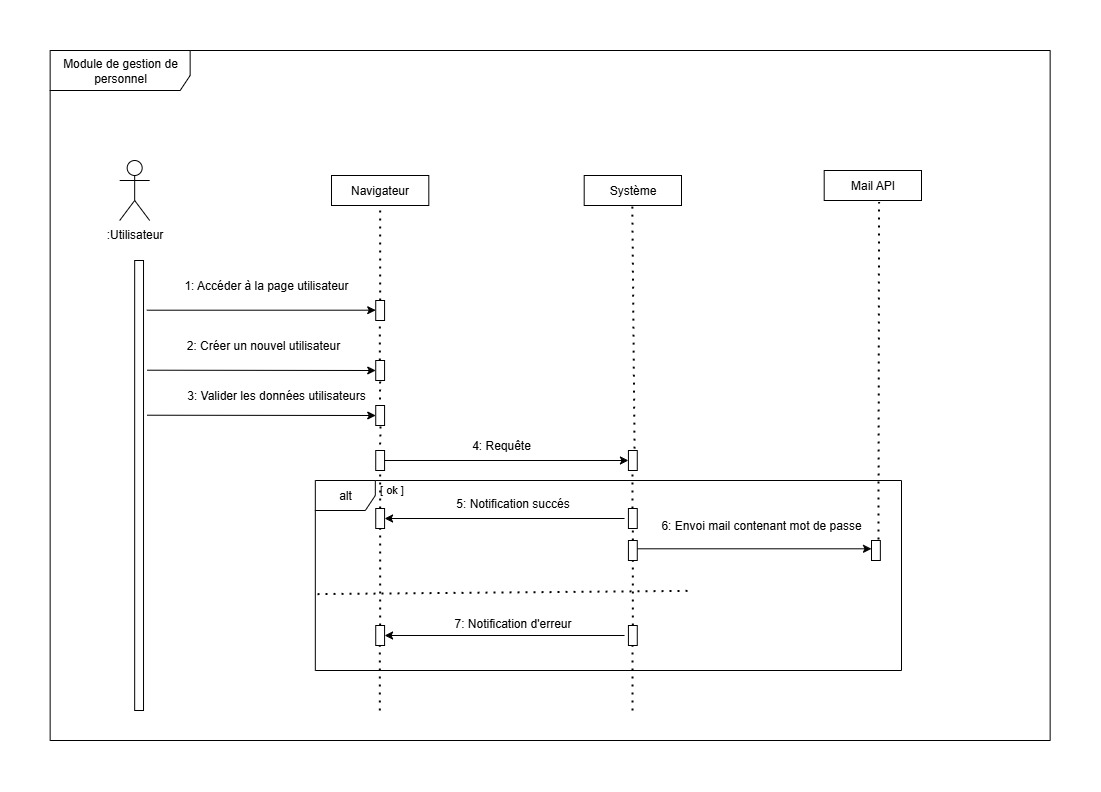 Module de gestion de
personnel
Navigateur
Système
Mail API
:Utilisateur
1: Accéder à la page utilisateur
2: Créer un nouvel utilisateur
3: Valider les données utilisateurs
4: Requête
alt
[ ok ]
5: Notification succés
6: Envoi mail contenant mot de passe
7: Notification d'erreur